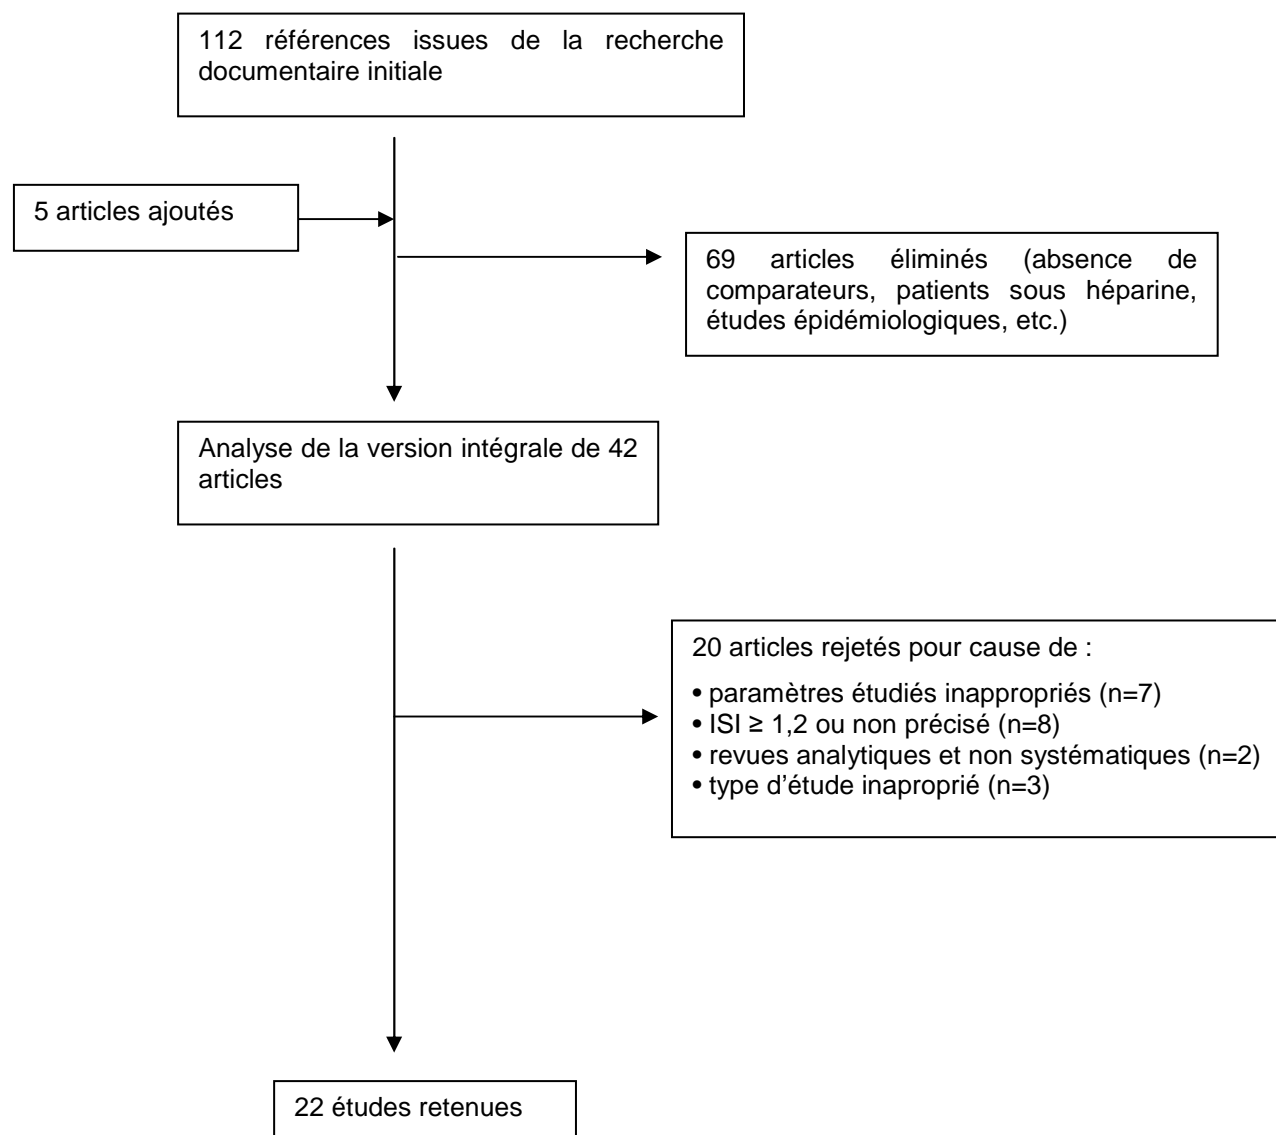 112 références issues de la recherche
documentaire initiale
5 articles ajoutés
69 articles éliminés (absence de
comparateurs, patients sous héparine,
études épidémiologiques, etc.)
Analyse de la version intégrale de 42
articles
20 articles rejetés pour cause de :
• paramètres étudiés inappropriés (n=7)
• ISI ≥ 1,2 ou non précisé (n=8)
• revues analytiques et non systématiques (n=2)
• type d’étude inaproprié (n=3)
22 études retenues